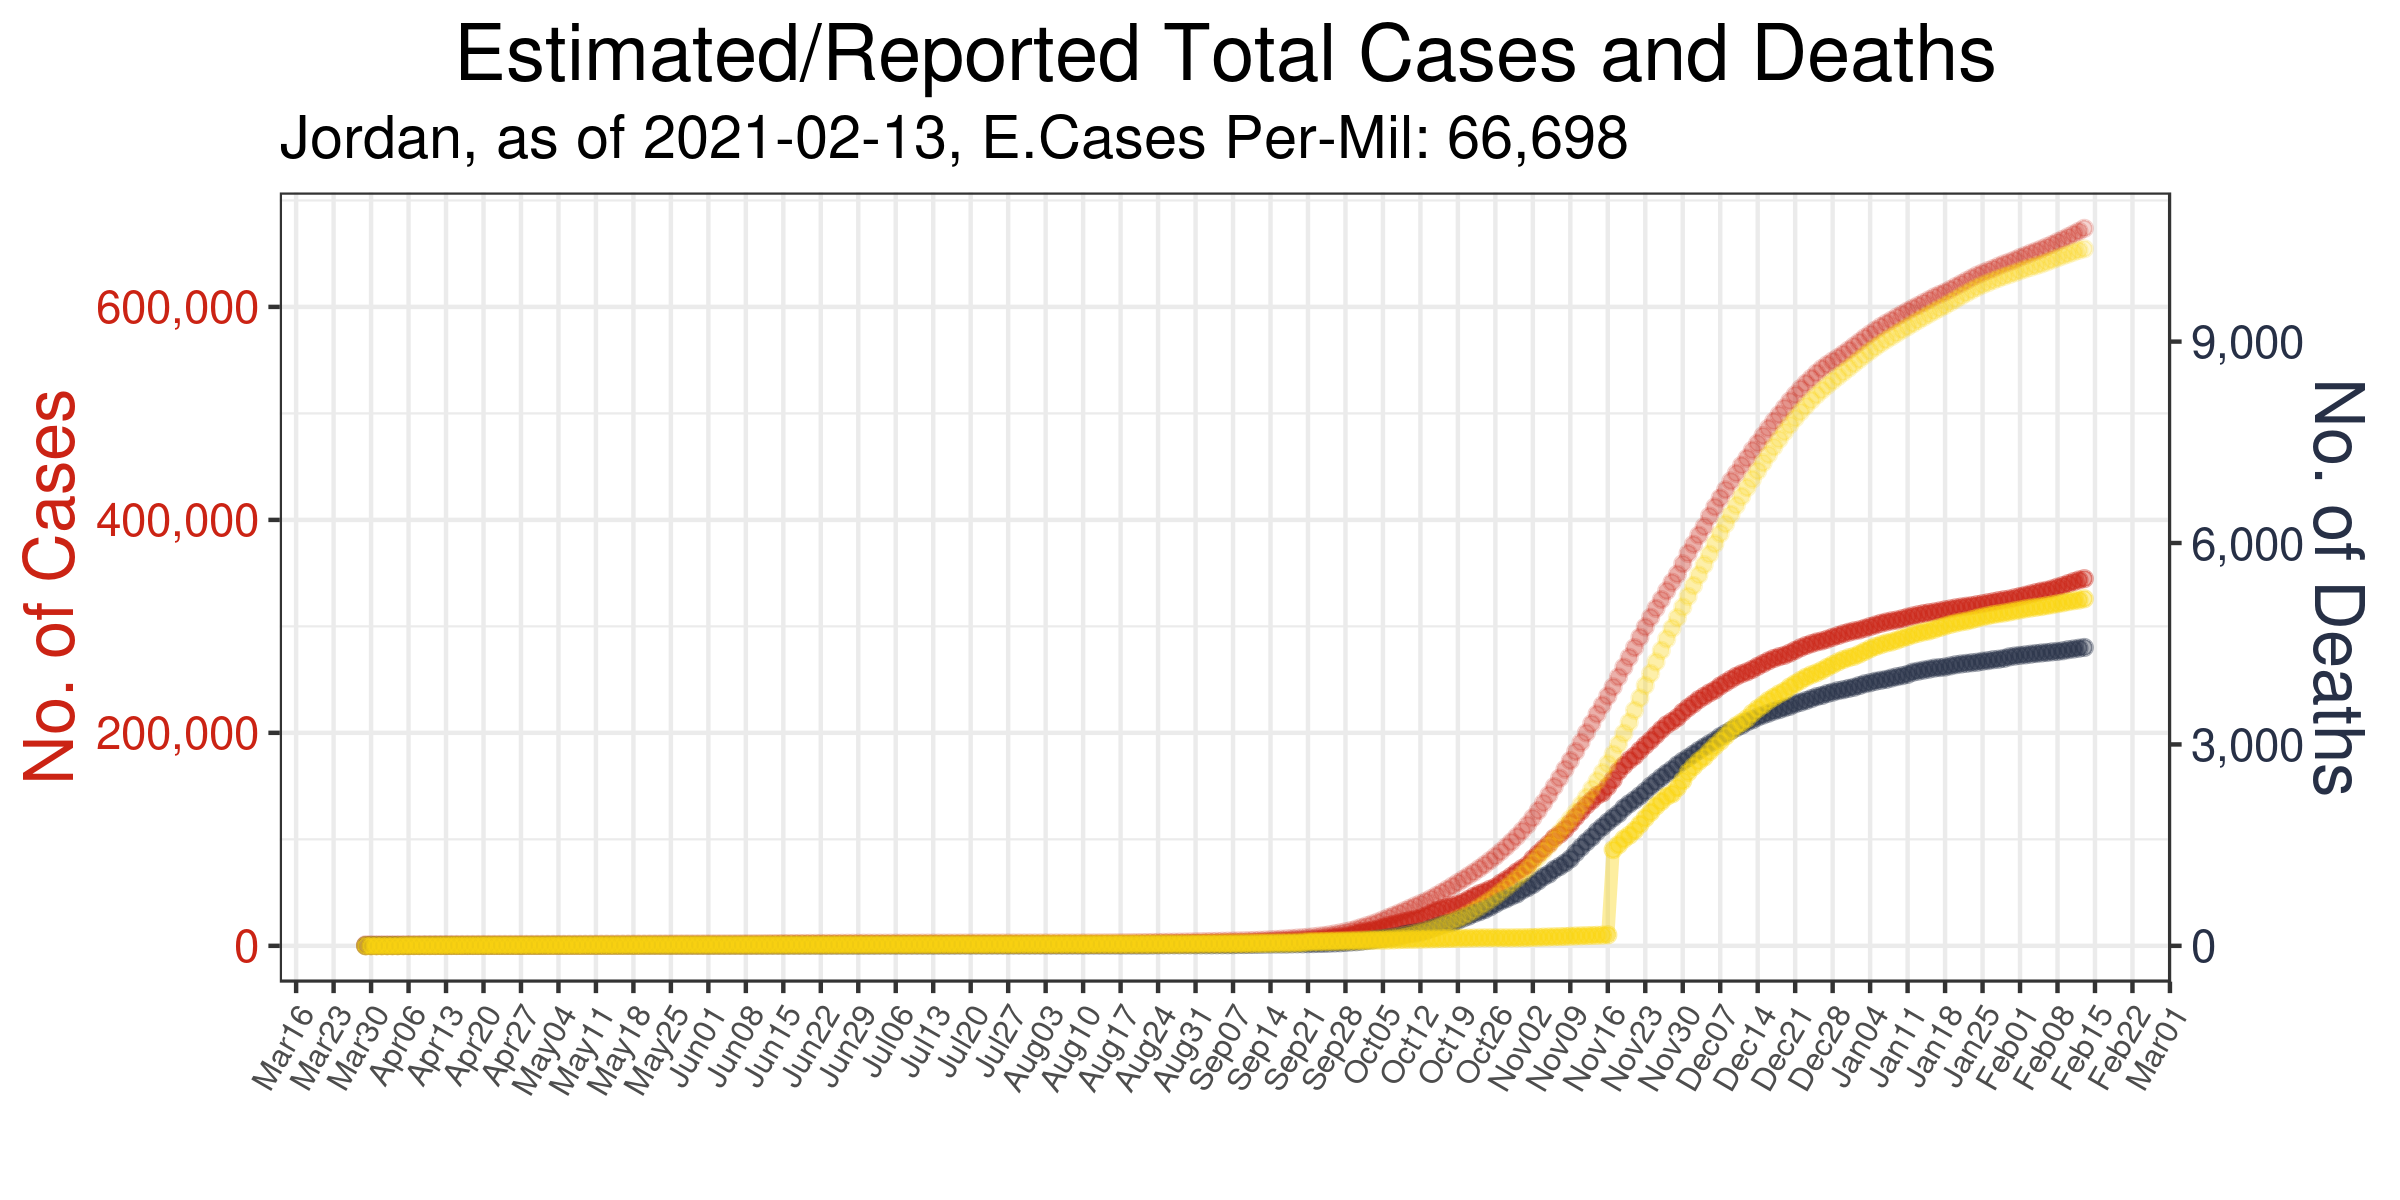 Estimated/Reported Total Cases and Deaths
Jordan, as of 2021-02-13, E.Cases Per-Mil: 66,698
No. of Cases
600,000
400,000
200,000
0
9,000
6,000
3,000
0
No. of Deaths
Mar16
Mar23
Mar30
Apr06
Apr13
Apr20
Apr27
May04
May11
May18
May25
Jun01
Jun08
Jun15
Jun22
Jun29
Jul06
Jul13
Jul20
Jul27
Aug03
Aug10
Aug17
Aug24
Aug31
Sep07
Sep14
Sep21
Sep28
Oct05
Oct12
Oct19
Oct26
Nov02
Nov09
Nov16
Nov23
Nov30
Dec07
Dec14
Dec21
Dec28
Jan04
Jan11
Jan18
Jan25
Feb01
Feb08
Feb15
Feb22
Mar01